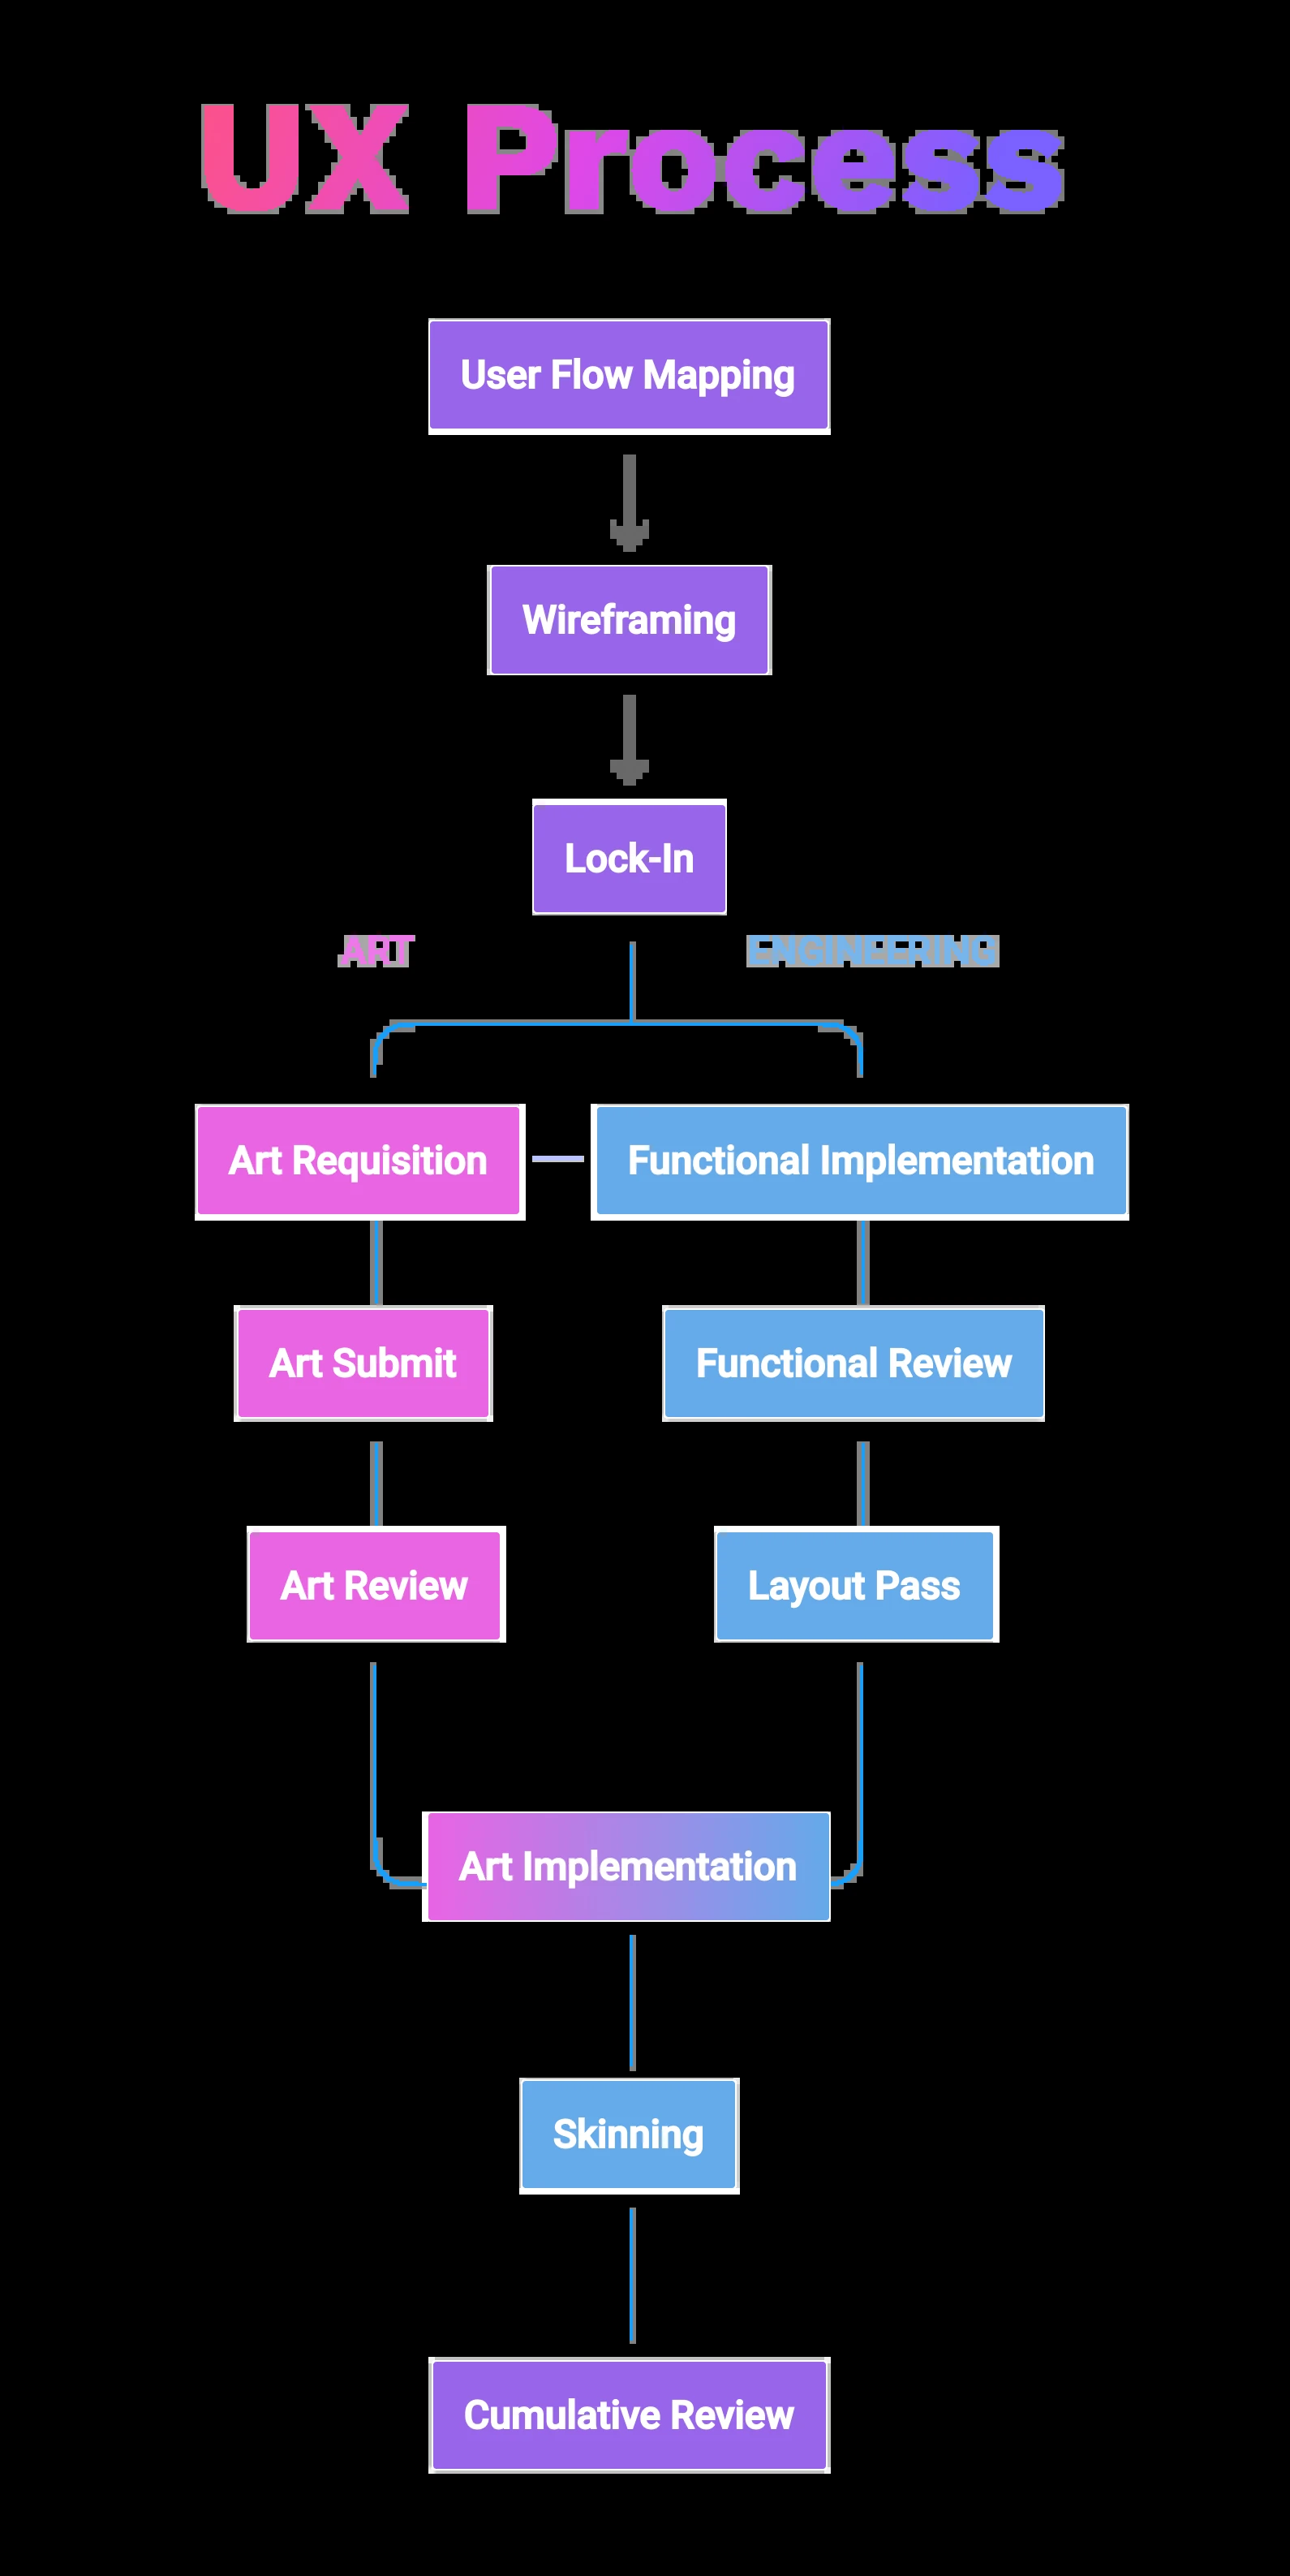 UX Process
User Flow Mapping
Wireframing
Lock-In
ART
ENGINEERING
Art Requisition
Functional Implementation
Art Submit
Functional Review
Art Review
Layout Pass
Art Implementation
Skinning
Cumulative Review